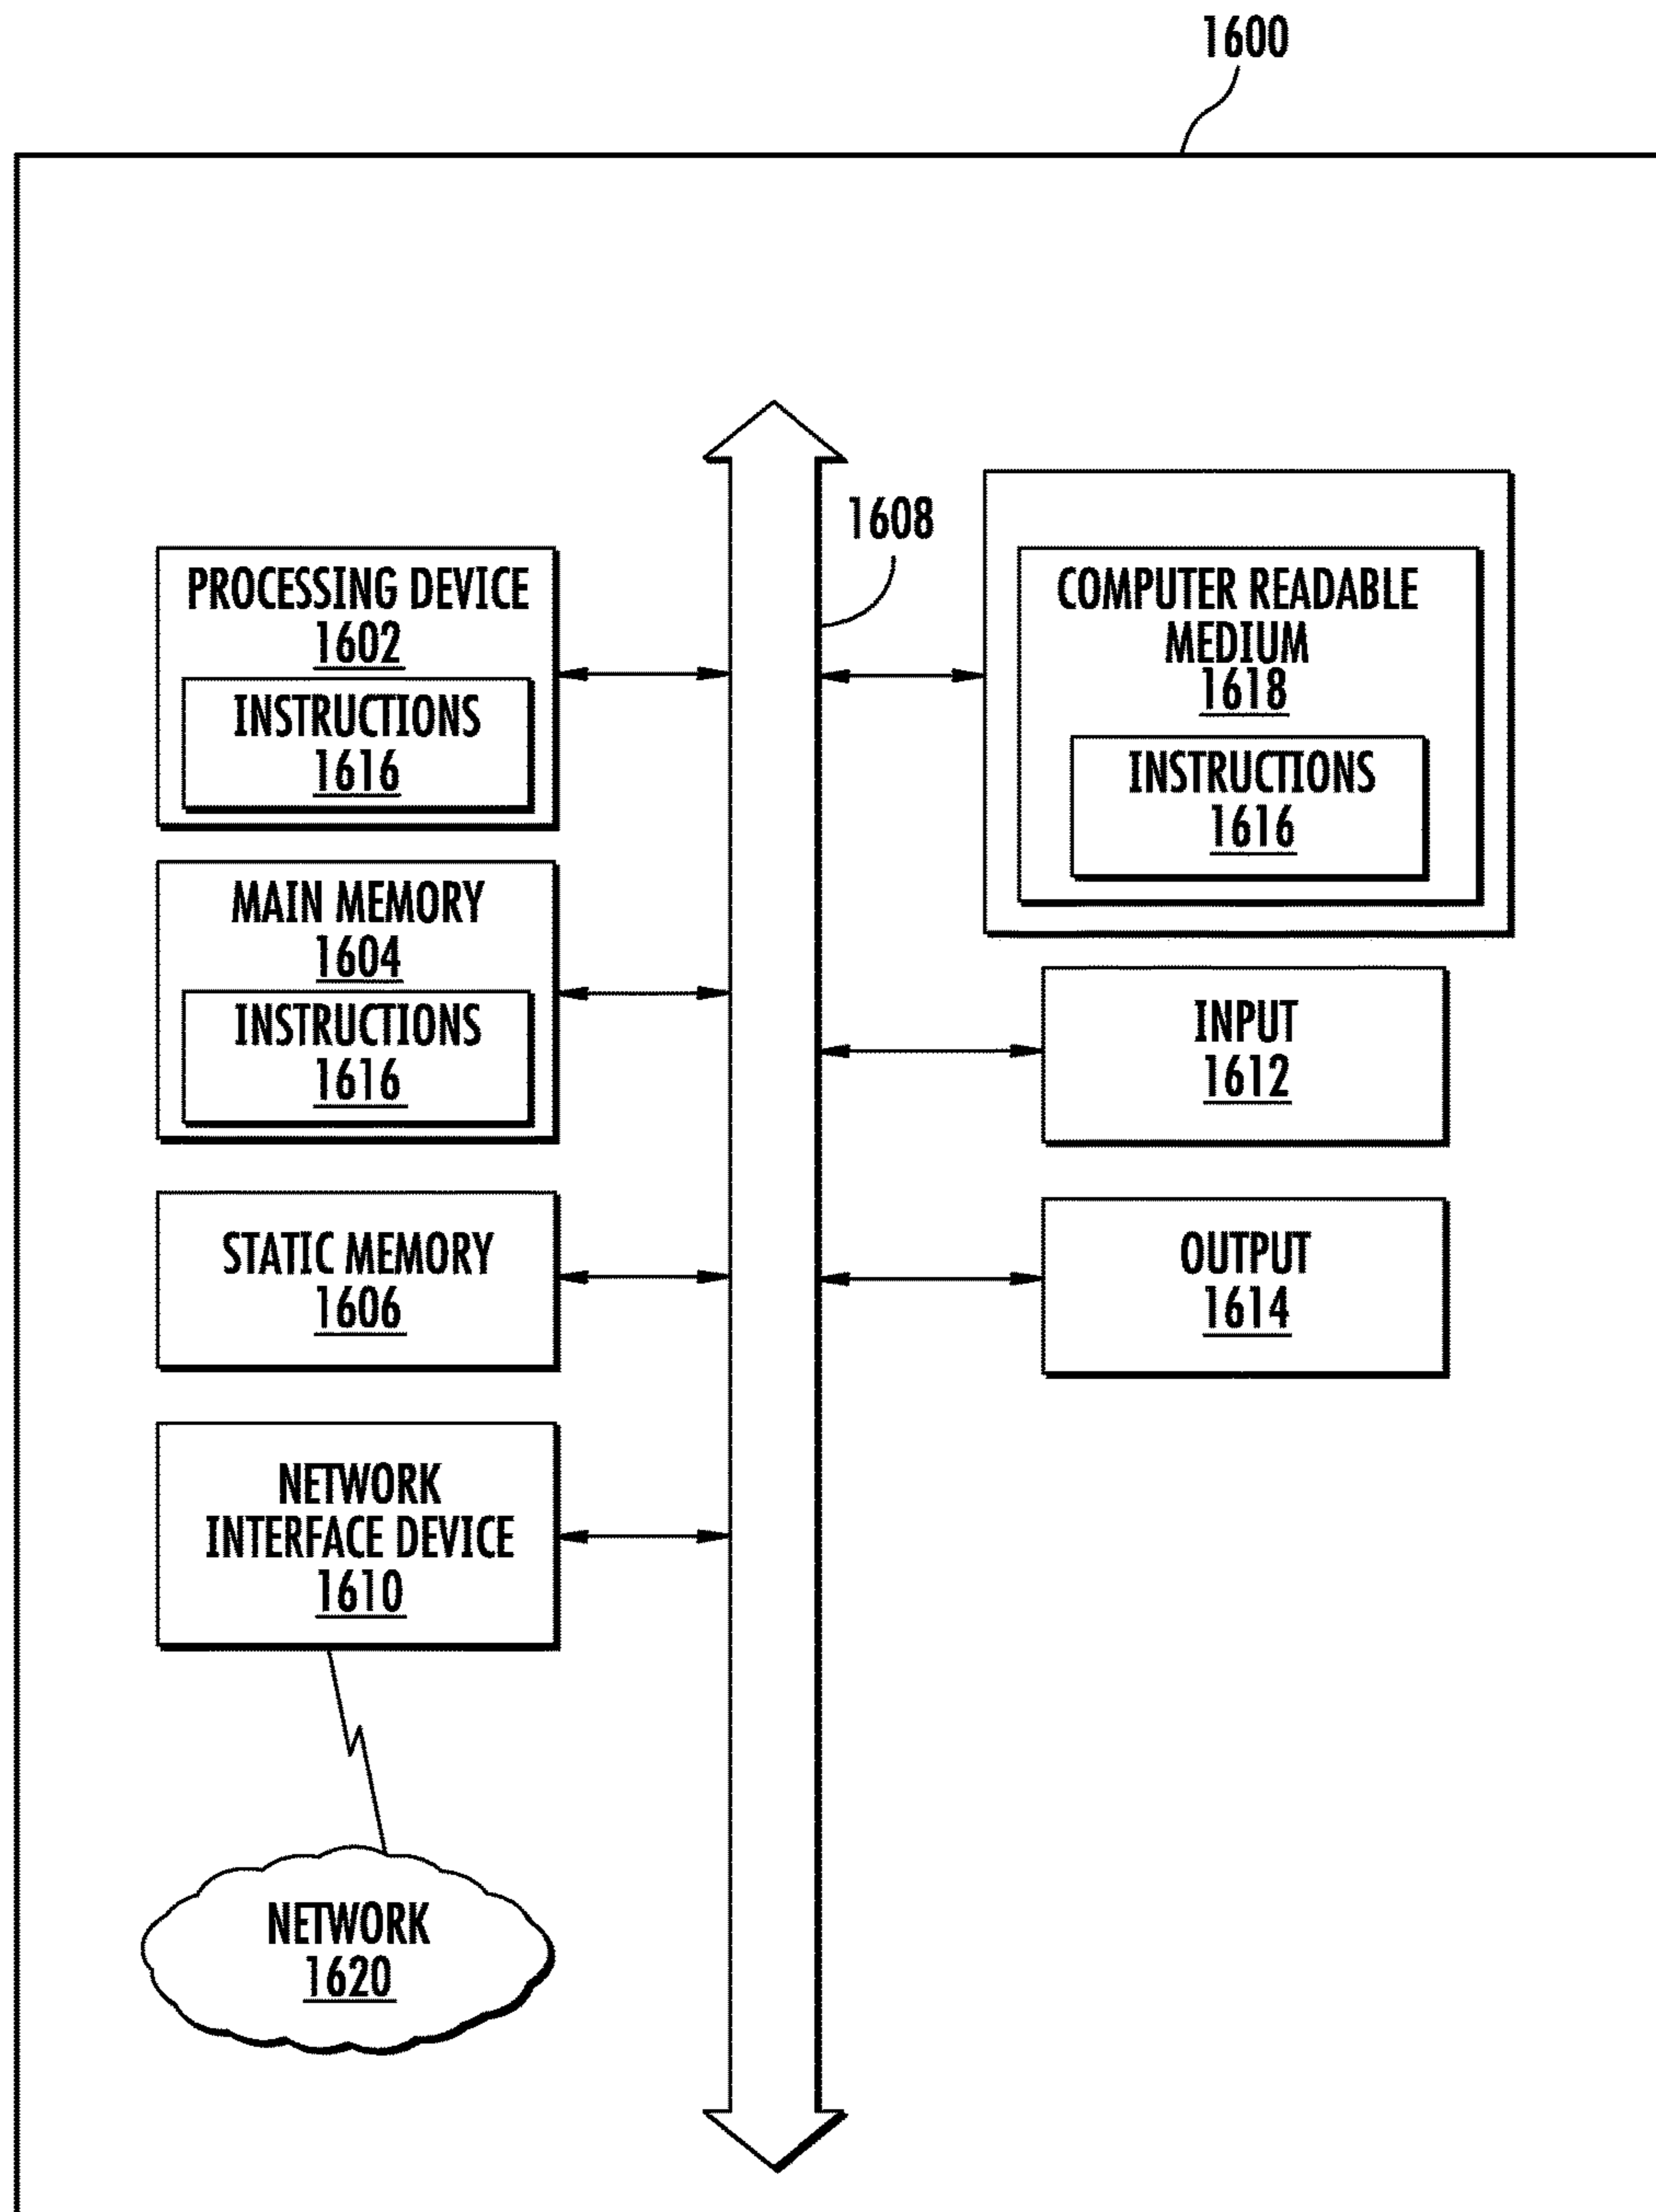 1600
1608
PROCESSING DEVICE
1602
INSTRUCTIONS
1616
MAIN MEMORY
1604
INSTRUCTIONS
1616
STATIC MEMORY
1606
NETWORK
INTERFACE DEVICE
1610
NETWORK
1620
COMPUTER READABLE
MEDIUM
1618
INSTRUCTIONS
1616
INPUT
1612
OUTPUT
1614